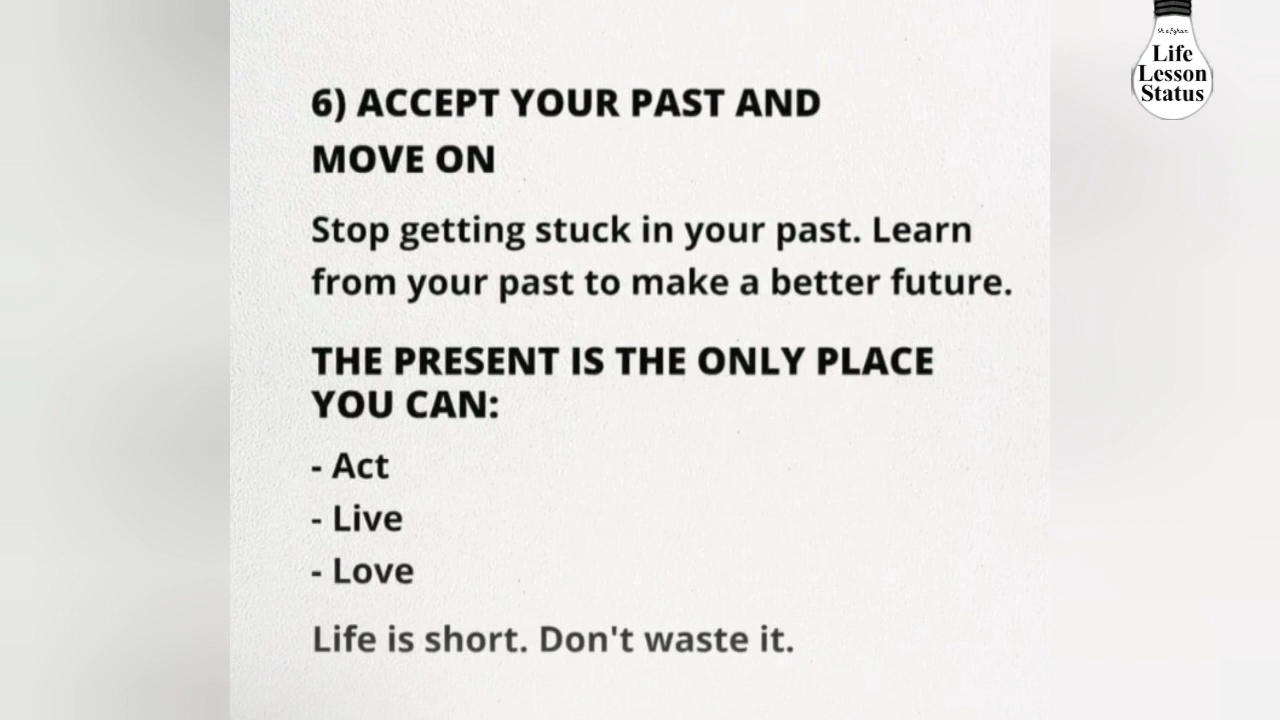 6) ACCEPT YOUR PAST AND
MOVE ON
Stop getting stuck in your past. Learn
from your past to make a better future.
THE PRESENT IS THE ONLY PLACE
YOU CAN:
- Act
- Live
- Love
Life is short. Don't waste it.
Life
Lesson
Status